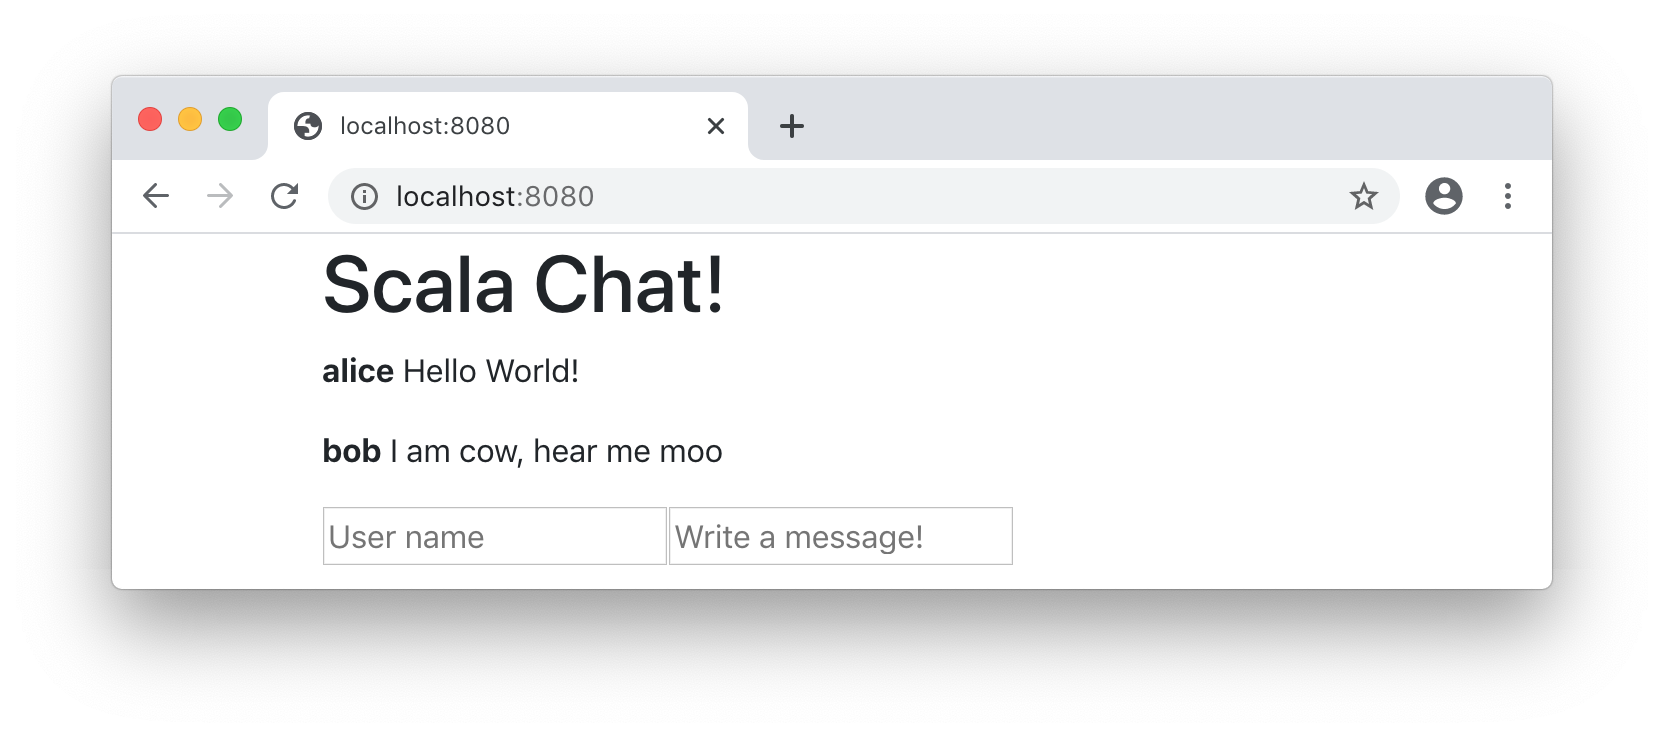 localhost:8080
localhost:8080
Scala Chat!
alice Hello World!
bob I am cow, hear me moo
User name Write a message!